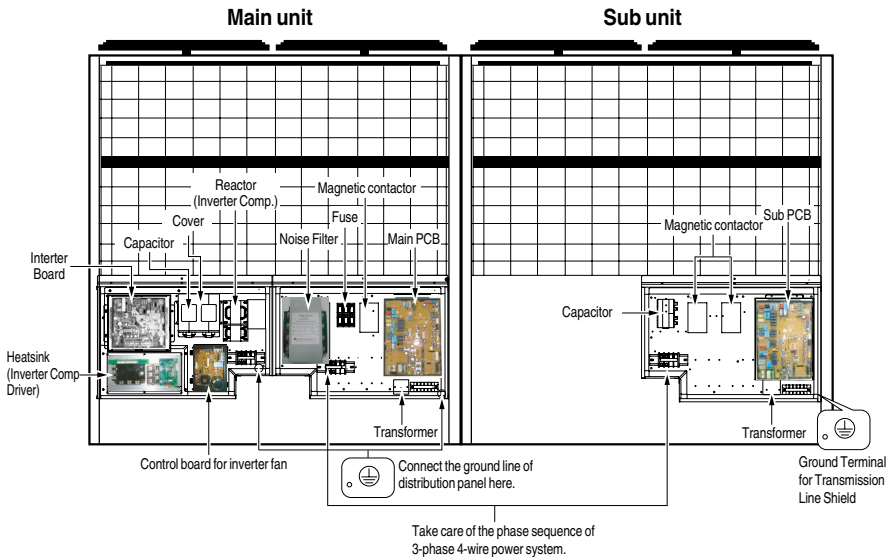 Main unit
Sub unit
Reactor
(Inverter Comp.)
Magnetic contactor
Cover
Fuse
Capacitor
Noise Filter
Main PCB
Interter
Board
Heatsink
(Inverter Comp
Driver)
Control board for inverter fan
Transformer
Connect the ground line of
distribution panel here.
Magnetic contactor
Sub PCB
Capacitor
Transformer
Ground Terminal
for Transmission
Line Shield
Take care of the phase sequence of
3-phase 4-wire power system.